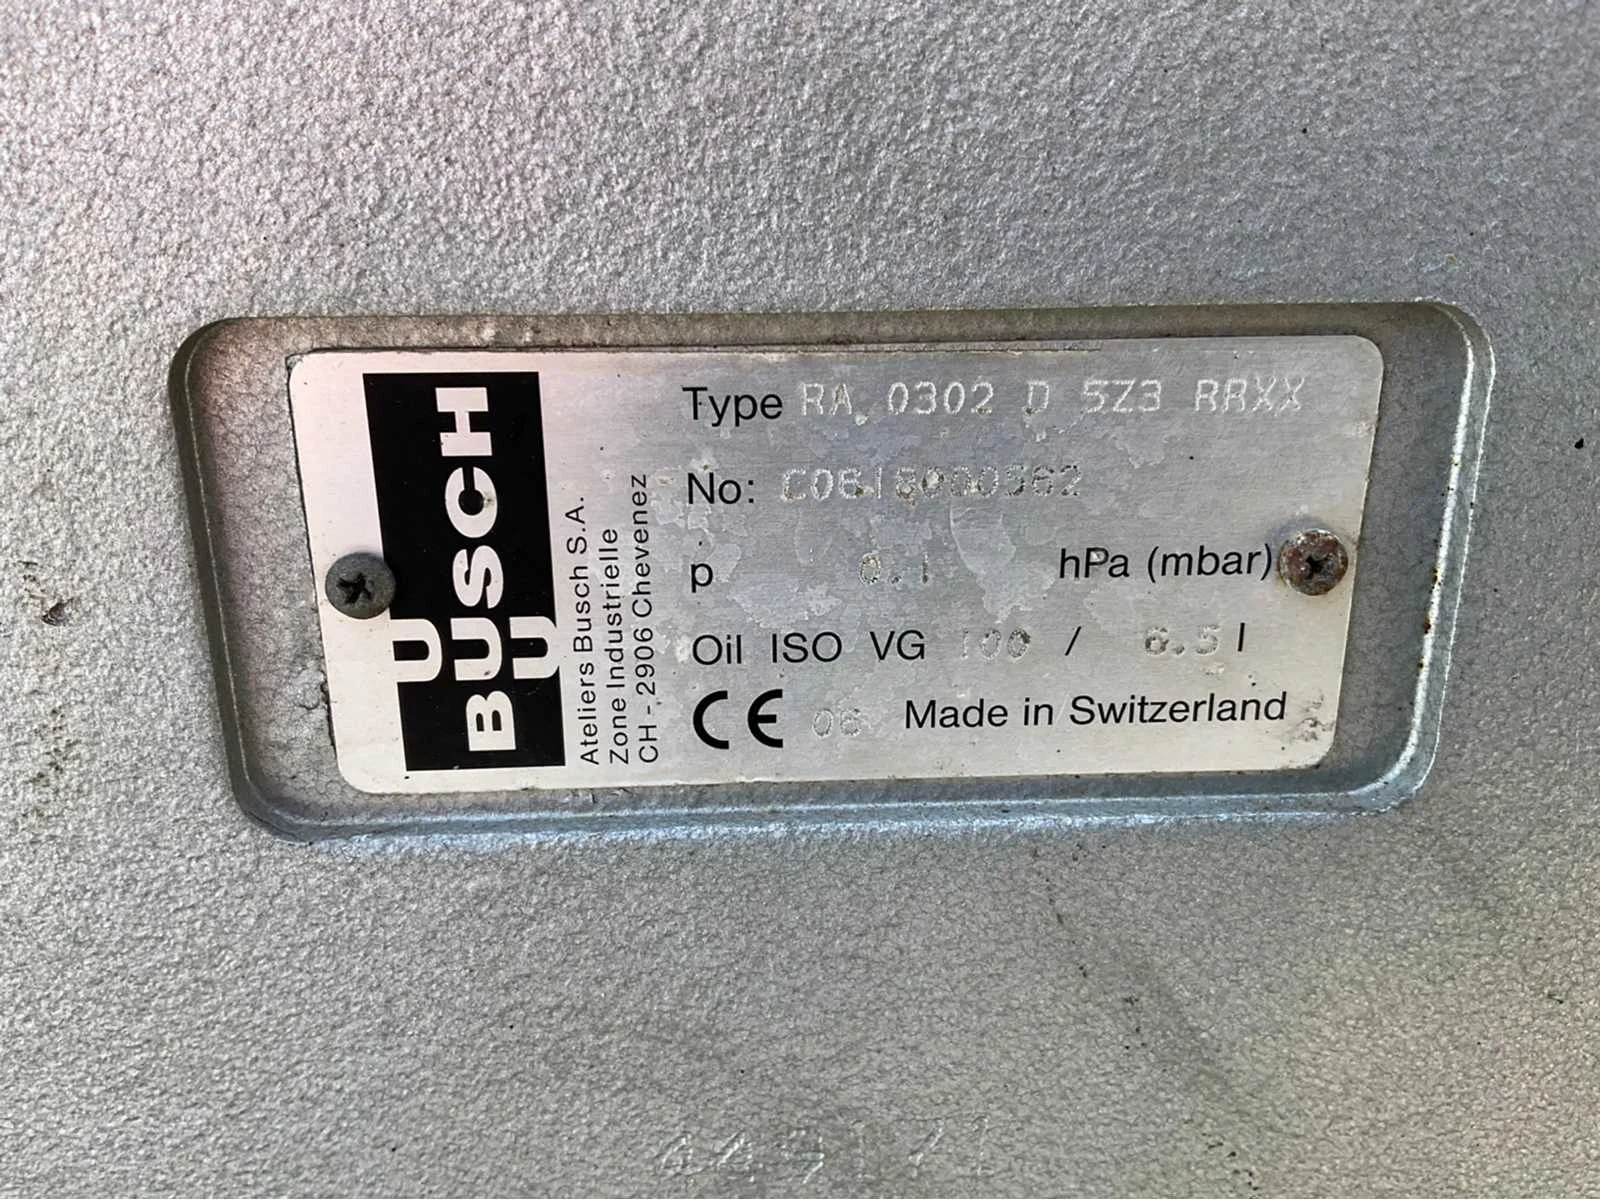 U
BUSCH
U
Ateliers Busch S.A.
Zone Industrielle
CH - 2906 Chevenez
Type RA 0302 D 5Z3 RRXX
No: C0618000562
p 0.1 hPa (mbar)
Oil ISO VG 100 / 6.5 l
CE 06 Made in Switzerland